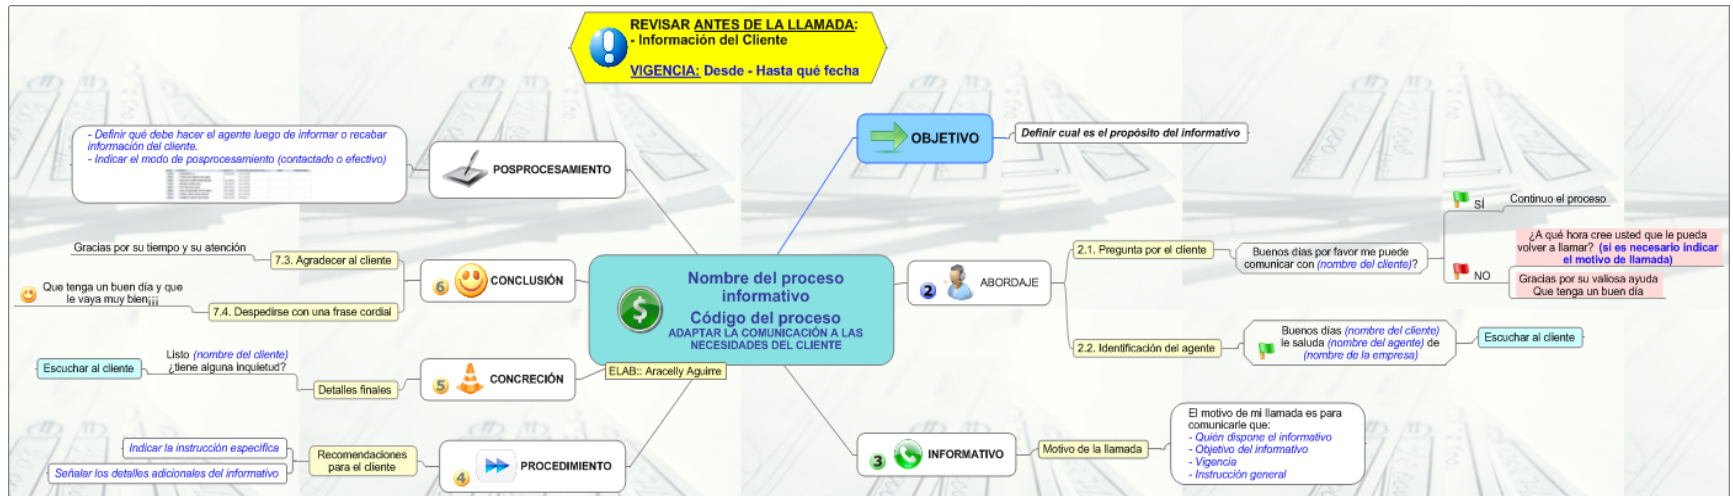 REVISAR ANTES DE LA LLAMADA:
- Información del Cliente
VIGENCIA: Desde - Hasta qué fecha
Nombre del proceso
informativo
Código del proceso
ADAPTAR LA COMUNICACIÓN A LAS
NECESIDADES DEL CLIENTE
ELAB:: Aracelly Aguirre
OBJETIVO
Definir cual es el propósito del informativo
2
ABORDAJE
2.1. Pregunta por el cliente
Buenos días por favor me puede
comunicar con (nombre del cliente)?
SÍ
Continuo el proceso
NO
¿A qué hora cree usted que le pueda
volver a llamar? (si es necesario indicar
el motivo de llamada)
Gracias por su valiosa ayuda
Que tenga un buen día
2.2. Identificación del agente
Buenos días (nombre del cliente)
le saluda (nombre del agente) de
(nombre de la empresa)
Escuchar al cliente
3
INFORMATIVO
Motivo de la llamada
El motivo de mi llamada es para
comunicarle que:
- Quién dispone el informativo
- Objetivo del informativo
- Vigencia
- Instrucción general
4
PROCEDIMIENTO
Recomendaciones
para el cliente
Indicar la instrucción específica
Señalar los detalles adicionales del informativo
5
CONCRECIÓN
Detalles finales
Listo (nombre del cliente)
¿tiene alguna inquietud?
Escuchar al cliente
6
CONCLUSIÓN
7.3. Agradecer al cliente
Gracias por su tiempo y su atención
7.4. Despedirse con una frase cordial
Que tenga un buen día y que
le vaya muy bien¡¡¡
POSPROCESAMIENTO
- Definir qué debe hacer el agente luego de informar o recabar
información del cliente.
- Indicar el modo de posprocesamiento (contactado o efectivo)